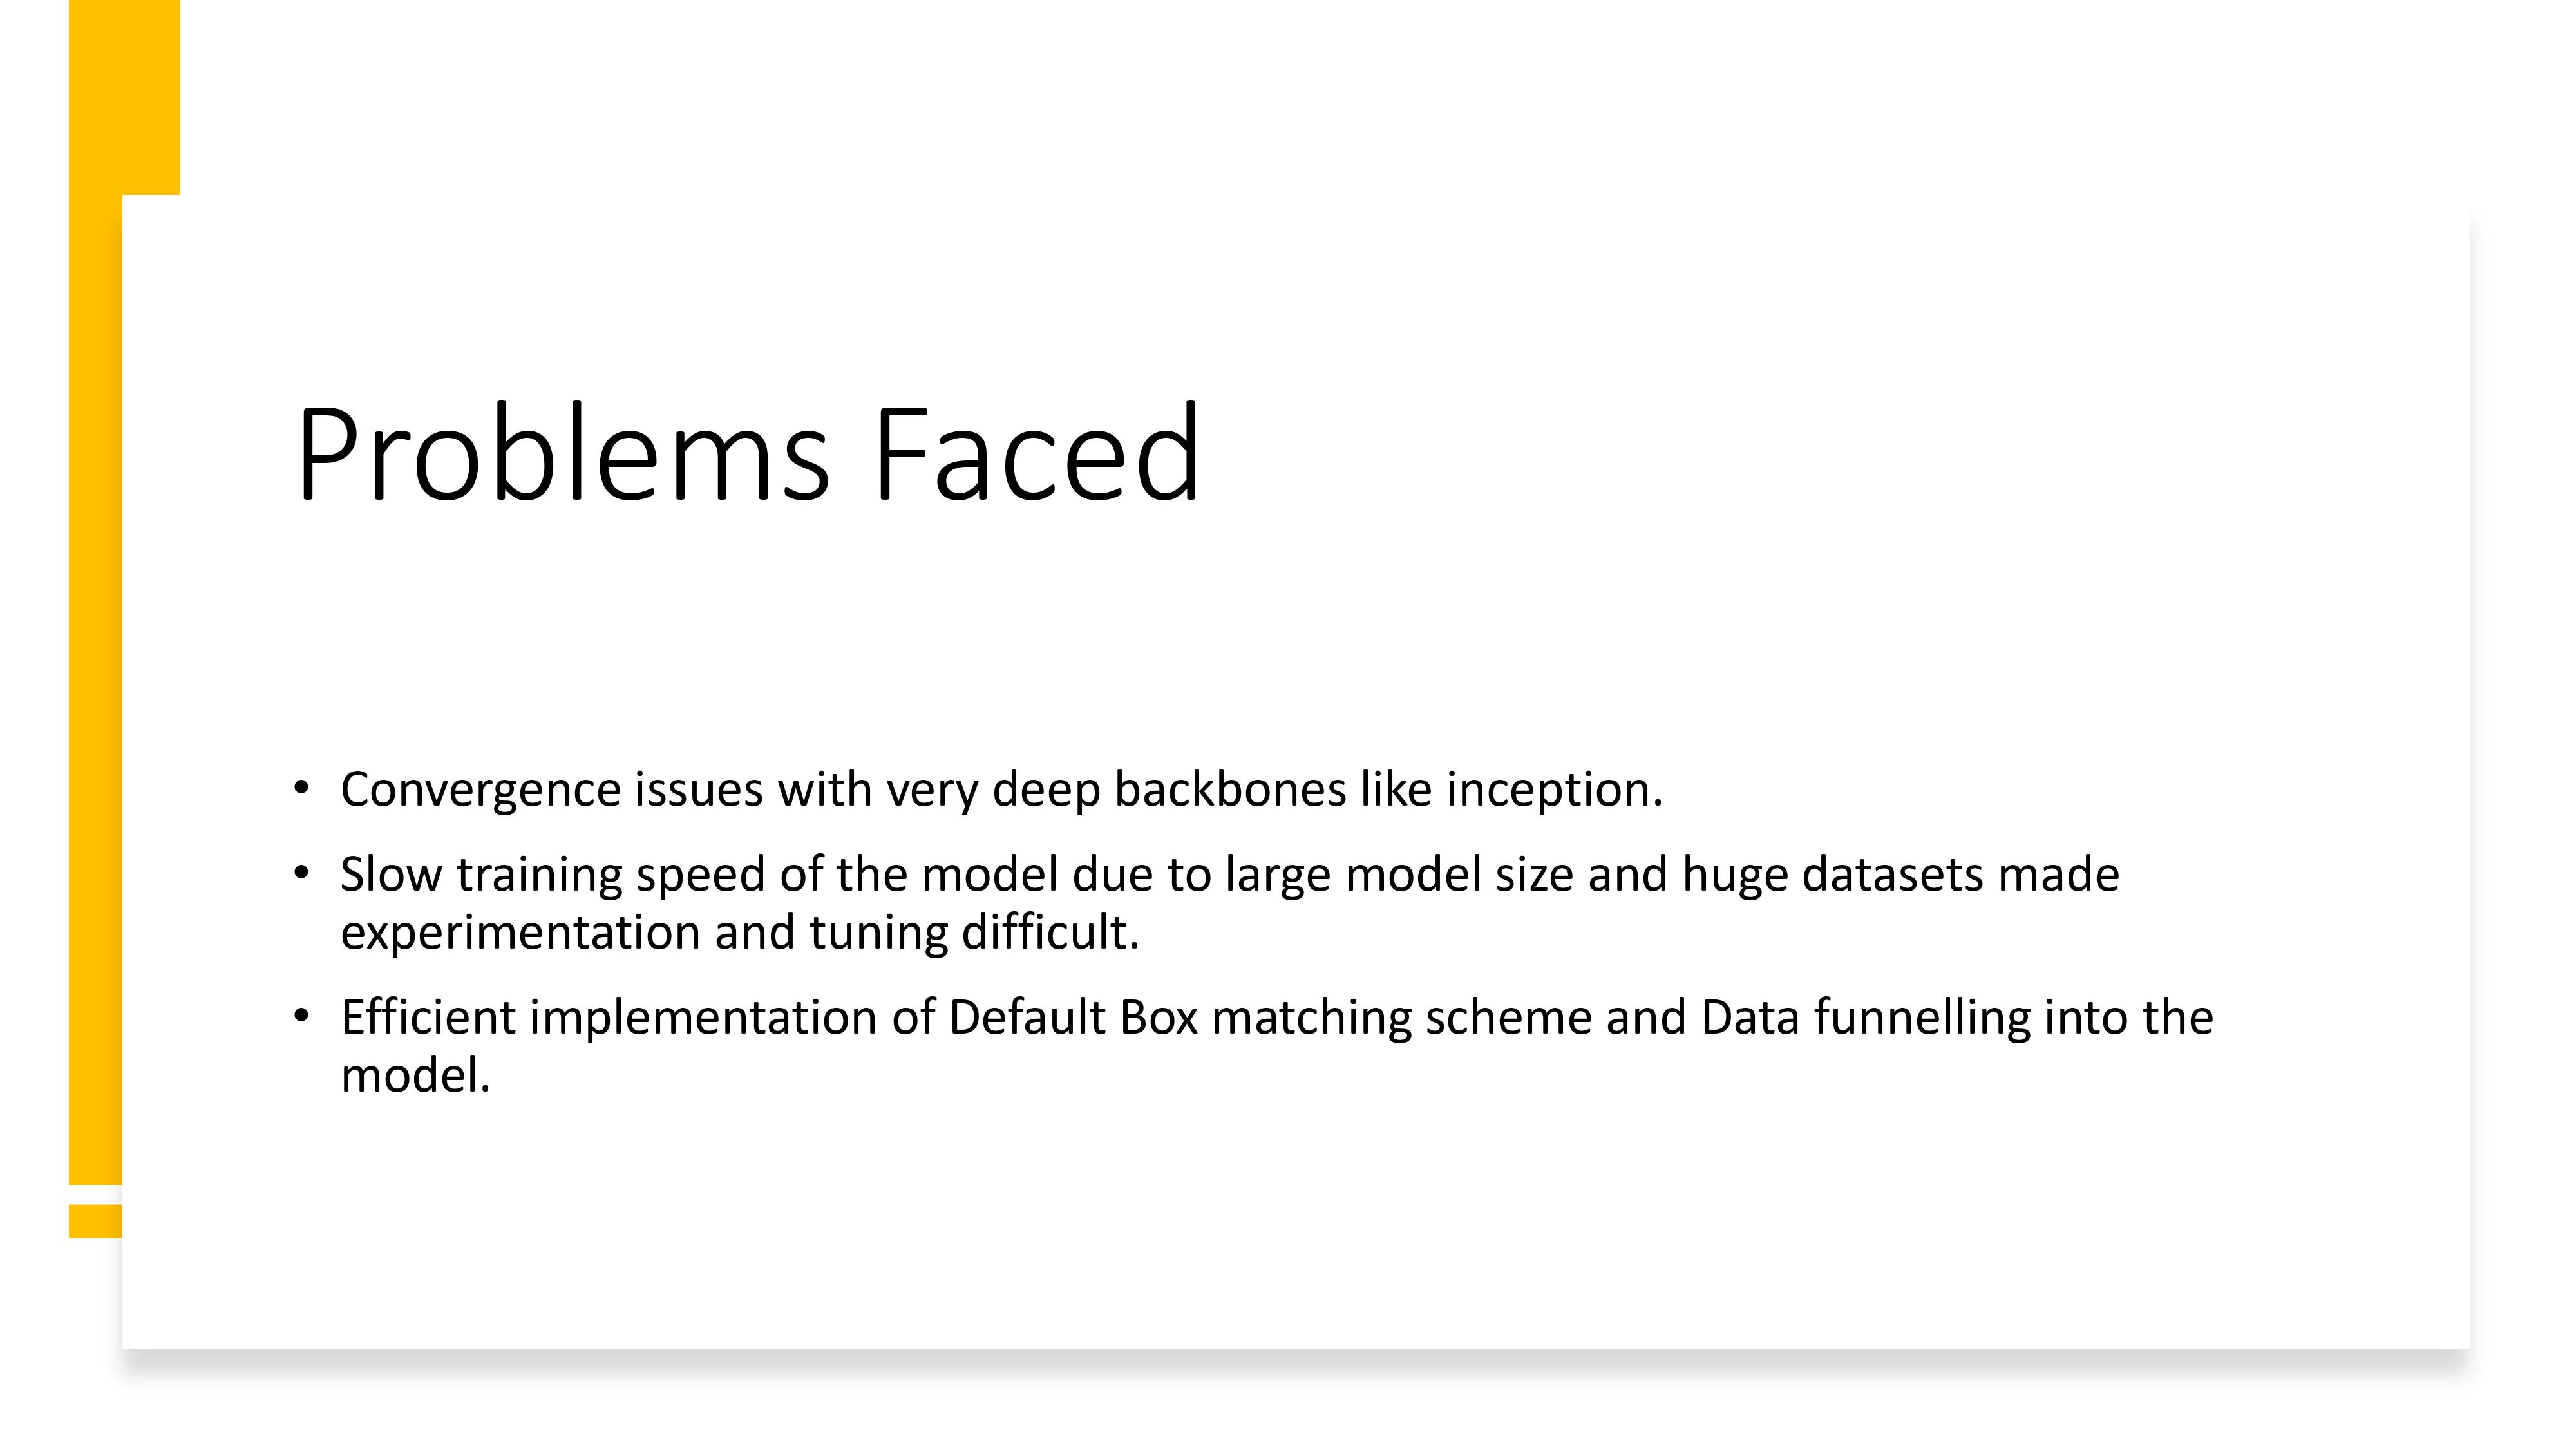 Problems Faced
• Convergence issues with very deep backbones like inception.
• Slow training speed of the model due to large model size and huge datasets made
experimentation and tuning difficult.
• Efficient implementation of Default Box matching scheme and Data funnelling into the
model.